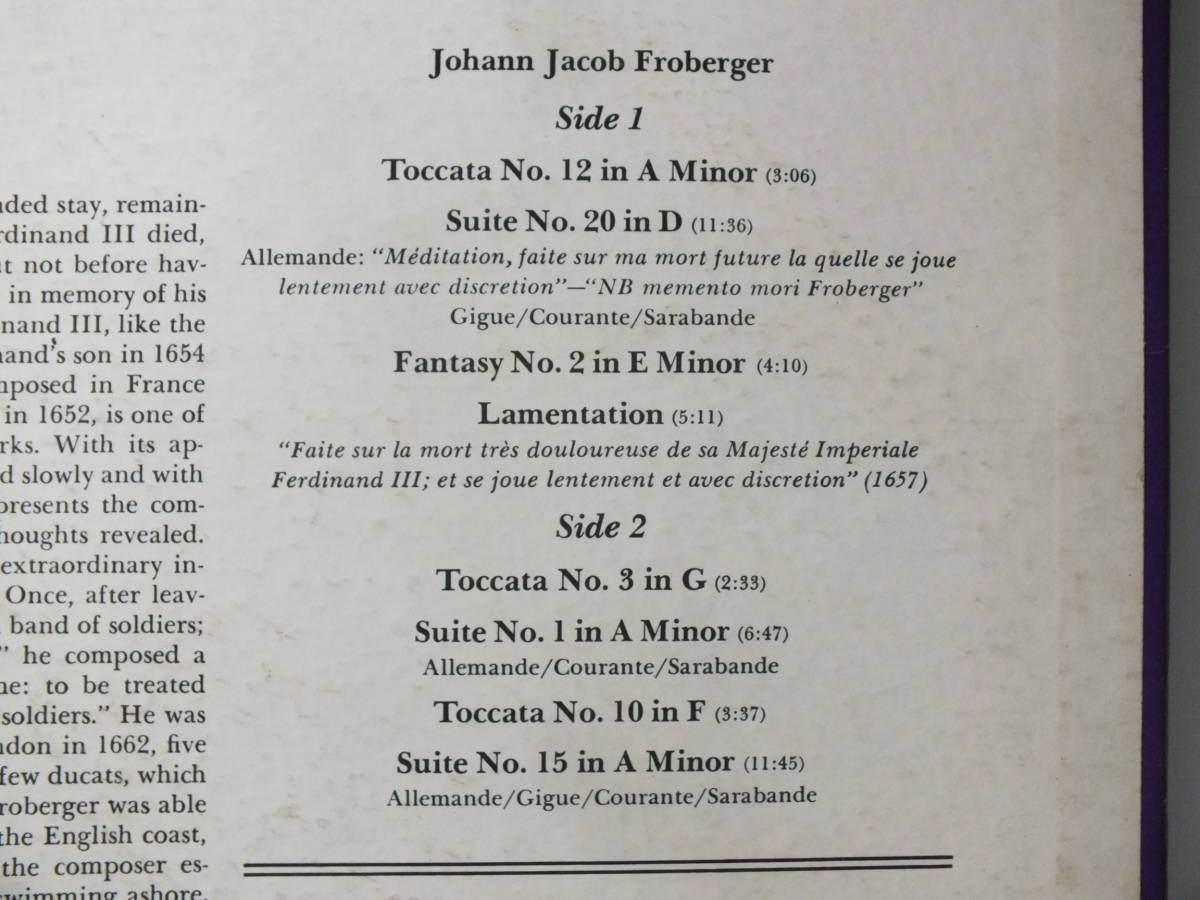 nded stay, remain-
rdinand III died,
ut not before hav-
in memory of his
nand III, like the
nand's son in 1654
mposed in France
in 1652, is one of
rks. With its ap-
d slowly and with
presents the com-
houghts revealed.
extraordinary in-
Once, after leav-
band of soldiers;
" he composed a
ne: to be treated
soldiers." He was
ndon in 1662, five
few ducats, which
roberger was able
the English coast,
the composer es-
swimming ashore.
Johann Jacob Froberger
Side 1
Toccata No. 12 in A Minor (3:06)
Suite No. 20 in D (11:36)
Allemande: "Méditation, faite sur ma mort future la quelle se joue
lentement avec discretion"—"NB memento mori Froberger"
Gigue/Courante/Sarabande
Fantasy No. 2 in E Minor (4:10)
Lamentation (5:11)
"Faite sur la mort très douloureuse de sa Majesté Imperiale
Ferdinand III; et se joue lentement et avec discretion" (1657)
Side 2
Toccata No. 3 in G (2:33)
Suite No. 1 in A Minor (6:47)
Allemande/Courante/Sarabande
Toccata No. 10 in F (3:37)
Suite No. 15 in A Minor (11:45)
Allemande/Gigue/Courante/Sarabande